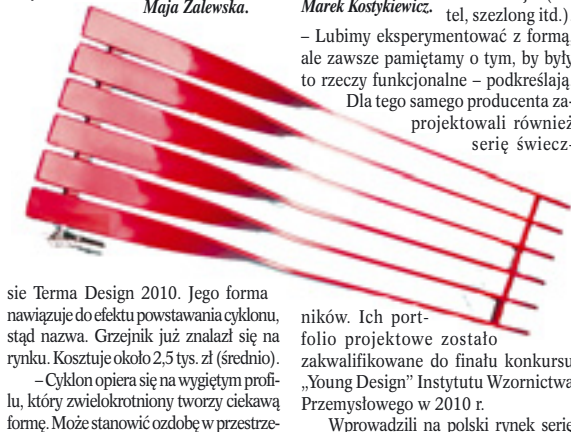 Maja Zalewska.
sie Terma Design 2010. Jego forma
nawiązuje do efektu powstawania cyklonu,
stąd nazwa. Grzejnik już znalazł się na
rynku. Kosztuje około 2,5 tys. zł (średnio).
– Cyklon opiera się na wygiętym profi-
lu, który zwielokrotniony tworzy ciekawą
formę. Może stanowić ozdobę w przestrze-
Marek Kostykiewicz.
tel, szezlong itd.)
– Lubimy eksperymentować z formą,
ale zawsze pamiętamy o tym, by były
to rzeczy funkcjonalne – podkreślają.
Dla tego samego producenta za-
projektowali również
serię świecz-
ników. Ich port-
folio projektowe zostało
zakwalifikowane do finału konkursu
„Young Design” Instytutu Wzornictwa
Przemysłowego w 2010 r.
Wprowadzili na polski rynek serię